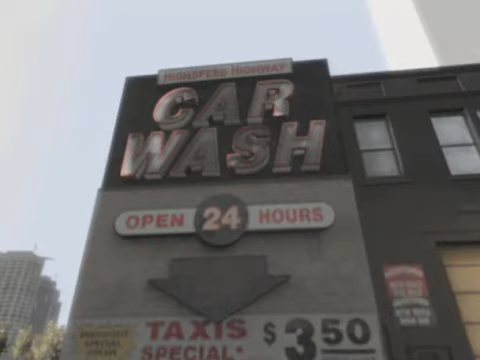 HIGHSPEED HIGHWAY
CAR
WASH
OPEN 24 HOURS
TAXIS $3.50
SPECIAL*